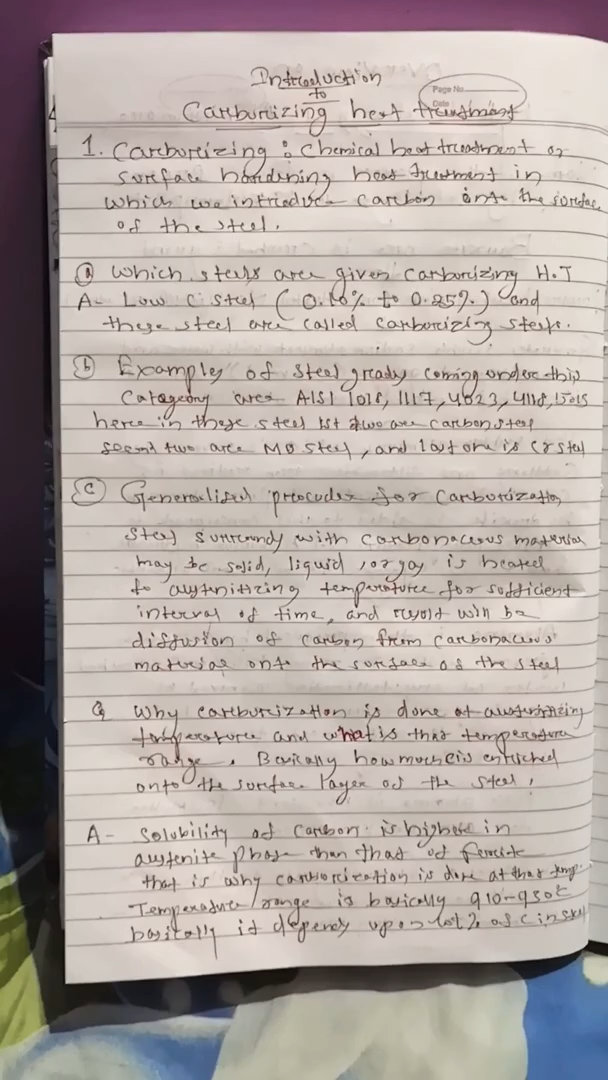 Introduction
to
Page No
Date
Carburizing heat treatment
1. Carburizing : Chemical heat treatment or
surface hardening heat treatment in
which we introduce carbon onto the surface
of the steel.
(a) Which steels are given carburizing H.T
A- Low C steel ( 0.10% to 0.25%.) and
these steel are called carburizing steels.
(b) Examples of steel grades coming under this
Category are AISI 1018, 1117, 4023, 4118, 5015
here in these steel 1st two are carbon steel
second two are MO steel, and last one is Cr steel
(c) Generalised procedure for Carburization
steel surround with carbonaceous material
may be solid, liquid, or gas is heated
to austenitizing temperature for sufficient
interval of time, and result will be
diffusion of carbon from carbonaceous
material onto the surface of the steel
Q Why carburization is done at austenitizing
temperature and what is that temperature
range. Basically how much is enriched
onto the surface layer of the steel,
A- Solubility of carbon is highest in
austenite phase than that of ferrite
that is why carburization is done at that temp.
Temperature range is basically 910-930°C
basically it depends upon wt % of C in steel